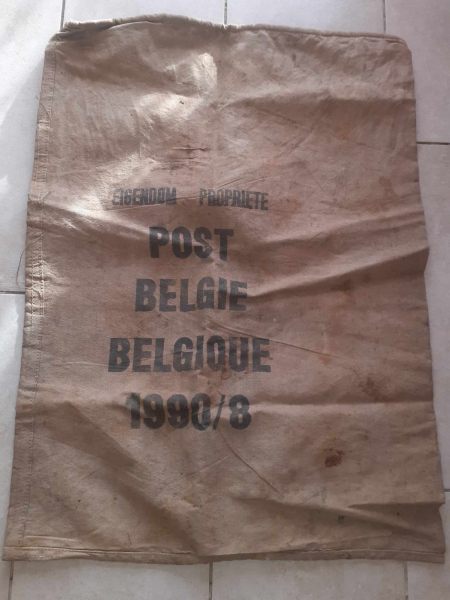 EIGENDOM PROPRIETE
POST
BELGIE
BELGIQUE
1990/8